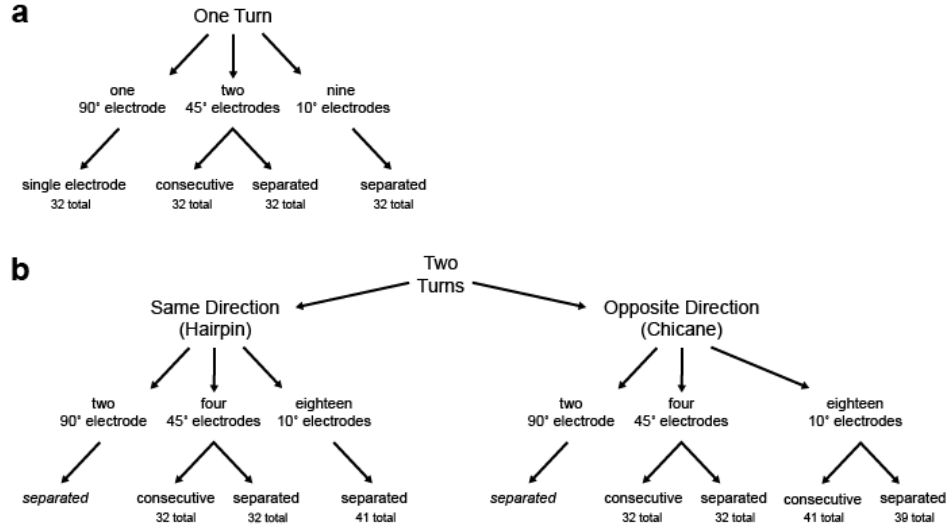 a
One Turn
one two nine
90° electrode 45° electrodes 10° electrodes
single electrode consecutive separated separated
32 total 32 total 32 total 32 total
b
Two
Turns
Same Direction Opposite Direction
(Hairpin) (Chicane)
two four eighteen two four eighteen
90° electrode 45° electrodes 10° electrodes 90° electrode 45° electrodes 10° electrodes
separated consecutive separated separated separated consecutive separated consecutive separated
32 total 32 total 41 total 32 total 32 total 41 total 39 total